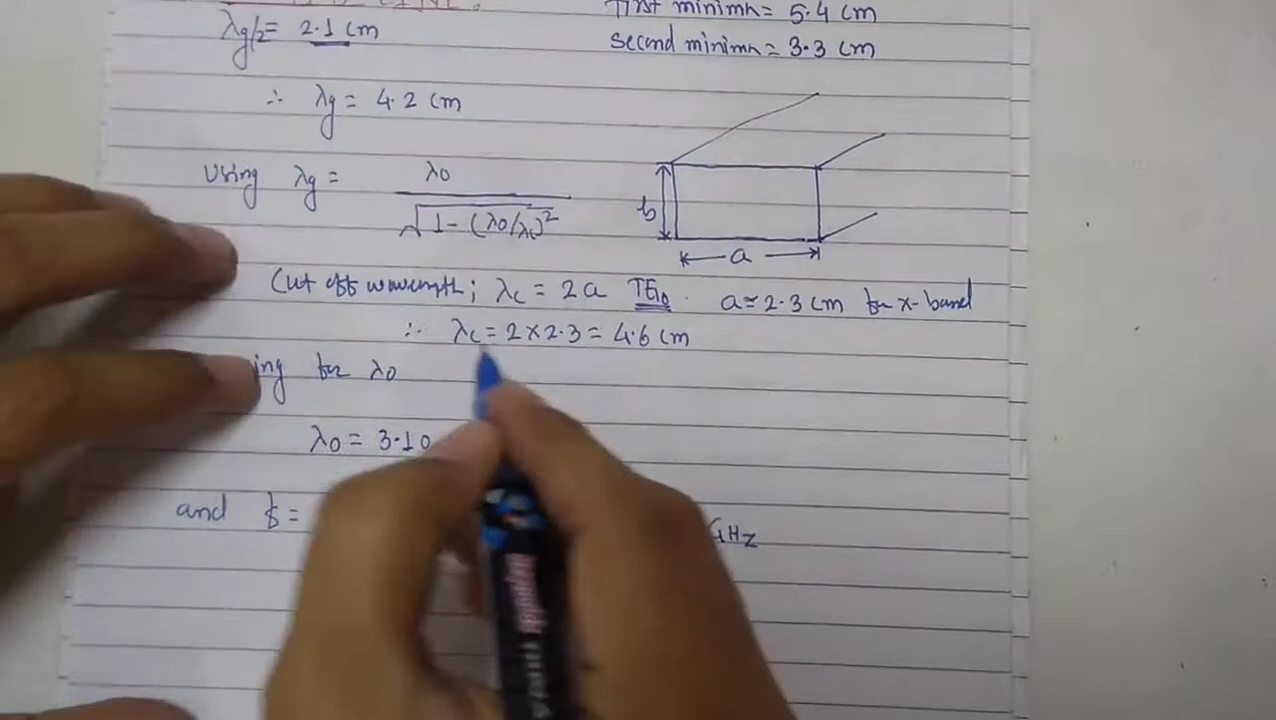 First minima = 5.4 cm
λg/2 = 2.1 cm
Second minima = 3.3 cm
∴ λg = 4.2 cm
Using λg = λ0 / √(1 - (λ0/λc)²)
b
a
Cut off wavelength; λc = 2a TE10. a ≈ 2.3 cm for x-band
∴ λc = 2 × 2.3 = 4.6 cm
ing for λ0
λ0 = 3.10
and f = GHz